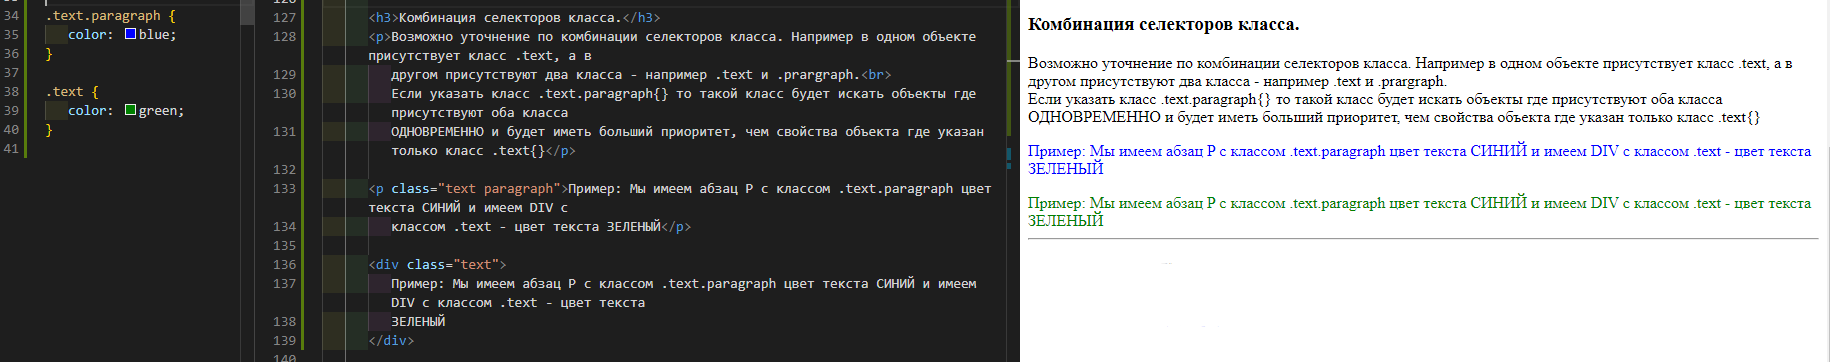 34 .text.paragraph {
35 color: blue;
36 }
37
38 .text {
39 color: green;
40 }
41
127 <h3>Комбинация селекторов класса.</h3>
128 <p>Возможно уточнение по комбинации селекторов класса. Например в одном объекте
присутствует класс .text, а в
129 другом присутствуют два класса - например .text и .prargraph.<br>
130 Если указать класс .text.paragraph{} то такой класс будет искать объекты где
присутствуют оба класса
131 ОДНОВРЕМЕННО и будет иметь больший приоритет, чем свойства объекта где указан
только класс .text{}</p>
132
133 <p class="text paragraph">Пример: Мы имеем абзац P с классом .text.paragraph цвет
текста СИНИЙ и имеем DIV с
134 классом .text - цвет текста ЗЕЛЕНЫЙ</p>
135
136 <div class="text">
137 Пример: Мы имеем абзац P с классом .text.paragraph цвет текста СИНИЙ и имеем
DIV с классом .text - цвет текста
138 ЗЕЛЕНЫЙ
139 </div>
140
Комбинация селекторов класса.
Возможно уточнение по комбинации селекторов класса. Например в одном объекте присутствует класс .text, а в
другом присутствуют два класса - например .text и .prargraph.
Если указать класс .text.paragraph{} то такой класс будет искать объекты где присутствуют оба класса
ОДНОВРЕМЕННО и будет иметь больший приоритет, чем свойства объекта где указан только класс .text{}
Пример: Мы имеем абзац P с классом .text.paragraph цвет текста СИНИЙ и имеем DIV с классом .text - цвет текста
ЗЕЛЕНЫЙ
Пример: Мы имеем абзац P с классом .text.paragraph цвет текста СИНИЙ и имеем DIV с классом .text - цвет текста
ЗЕЛЕНЫЙ